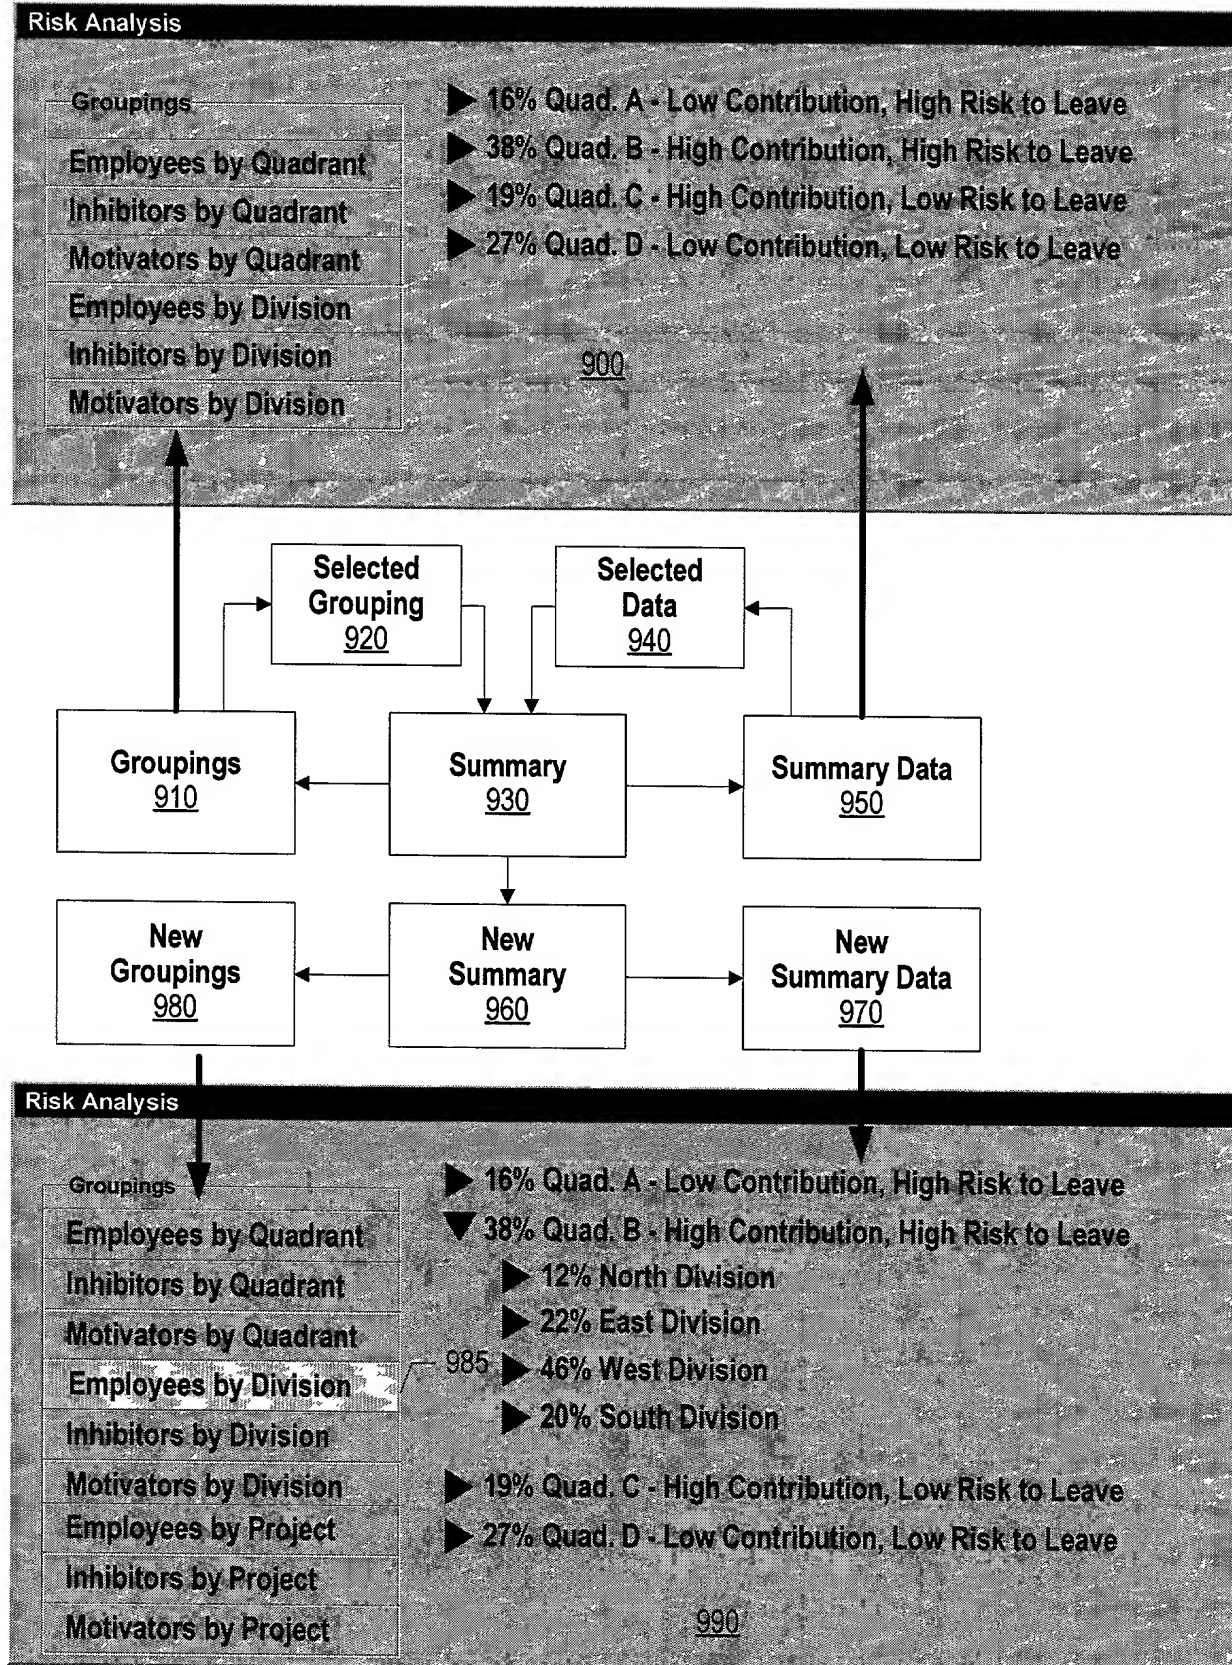 Risk Analysis
Groupings
Employees by Quadrant
Inhibitors by Quadrant
Motivators by Quadrant
Employees by Division
Inhibitors by Division
Motivators by Division
16% Quad. A - Low Contribution, High Risk to Leave
38% Quad. B - High Contribution, High Risk to Leave
19% Quad. C - High Contribution, Low Risk to Leave
27% Quad. D - Low Contribution, Low Risk to Leave
900
Selected
Grouping
920
Selected
Data
940
Groupings
910
Summary
930
Summary Data
950
New
Groupings
980
New
Summary
960
New
Summary Data
970
Risk Analysis
Groupings
Employees by Quadrant
Inhibitors by Quadrant
Motivators by Quadrant
Employees by Division
Inhibitors by Division
Motivators by Division
Employees by Project
Inhibitors by Project
Motivators by Project
985
16% Quad. A - Low Contribution, High Risk to Leave
38% Quad. B - High Contribution, High Risk to Leave
12% North Division
22% East Division
46% West Division
20% South Division
19% Quad. C - High Contribution, Low Risk to Leave
27% Quad. D - Low Contribution, Low Risk to Leave
990